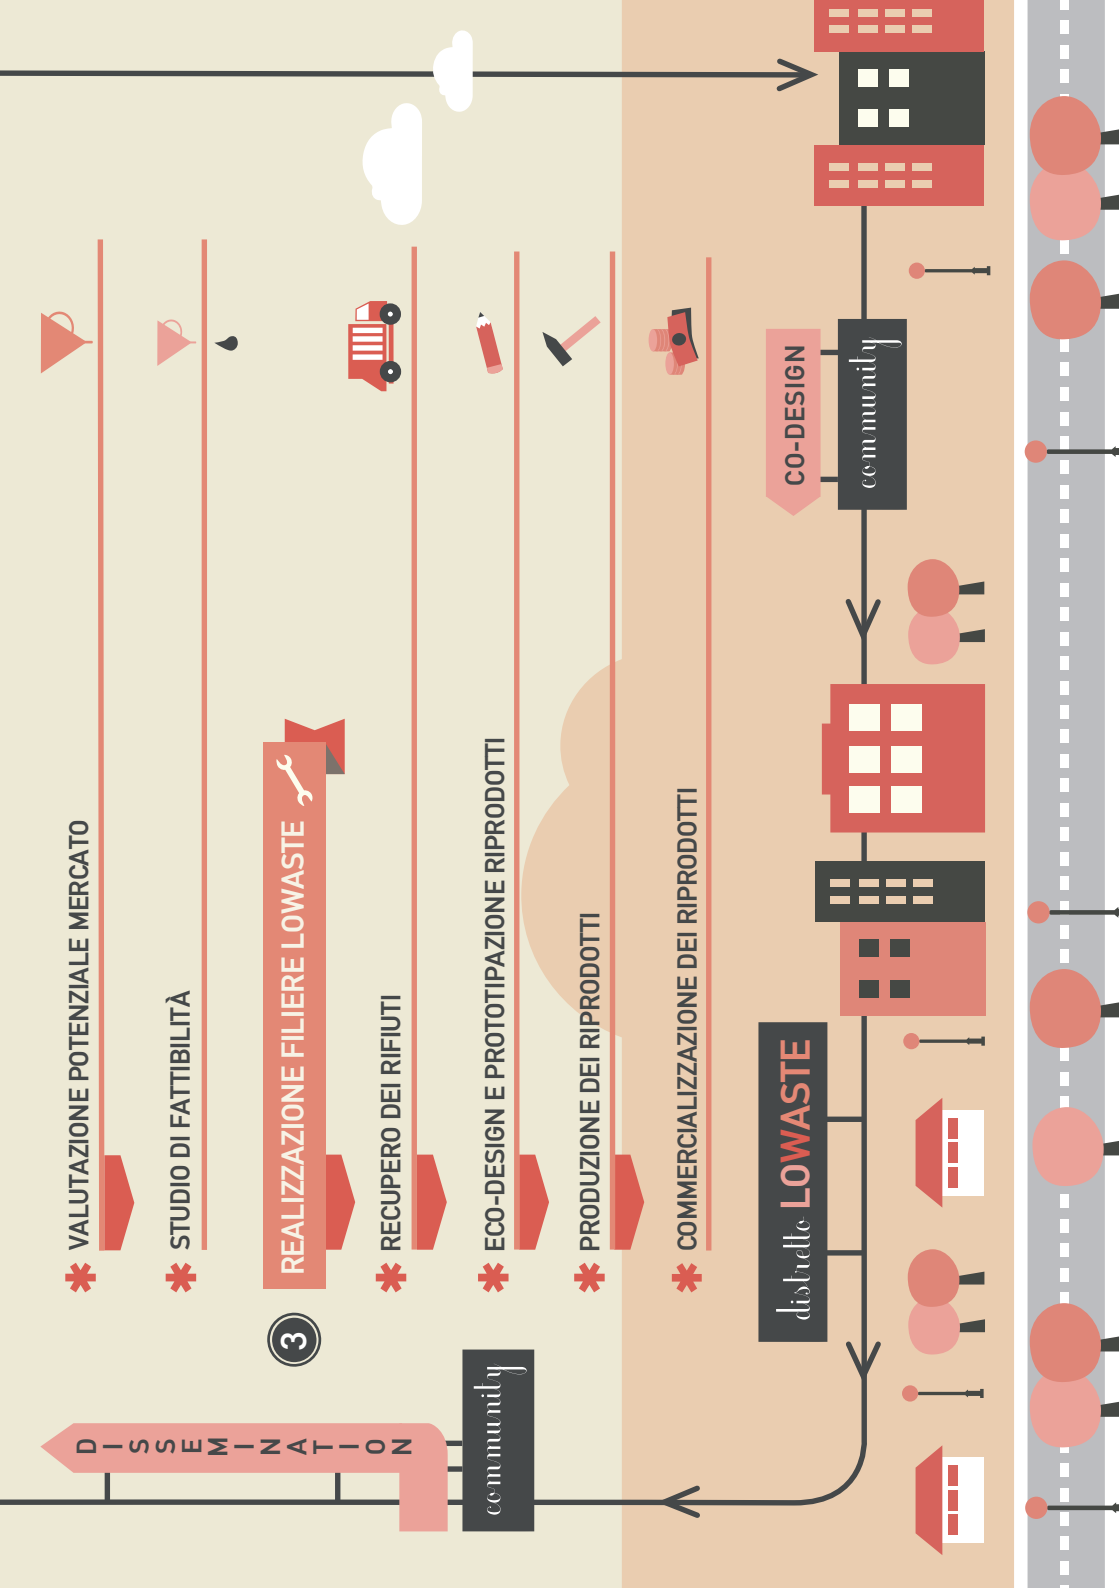 VALUTAZIONE POTENZIALE MERCATO
STUDIO DI FATTIBILITÀ
3
REALIZZAZIONE FILIERE LOWASTE
RECUPERO DEI RIFIUTI
ECO-DESIGN E PROTOTIPAZIONE RIPRODOTTI
PRODUZIONE DEI RIPRODOTTI
COMMERCIALIZZAZIONE DEI RIPRODOTTI
DISSEMINATION
community
distretto LOWASTE
CO-DESIGN
community